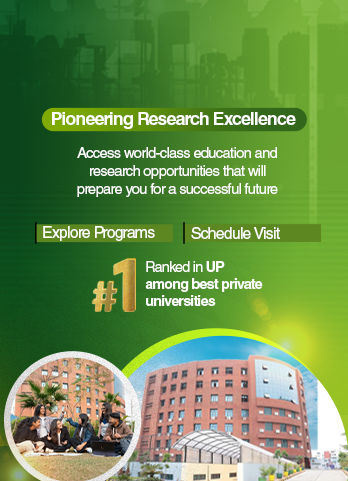 Pioneering Research Excellence
Access world-class education and
research opportunities that will
prepare you for a successful future
Explore Programs
Schedule Visit
#1
Ranked in UP
among best private
universities